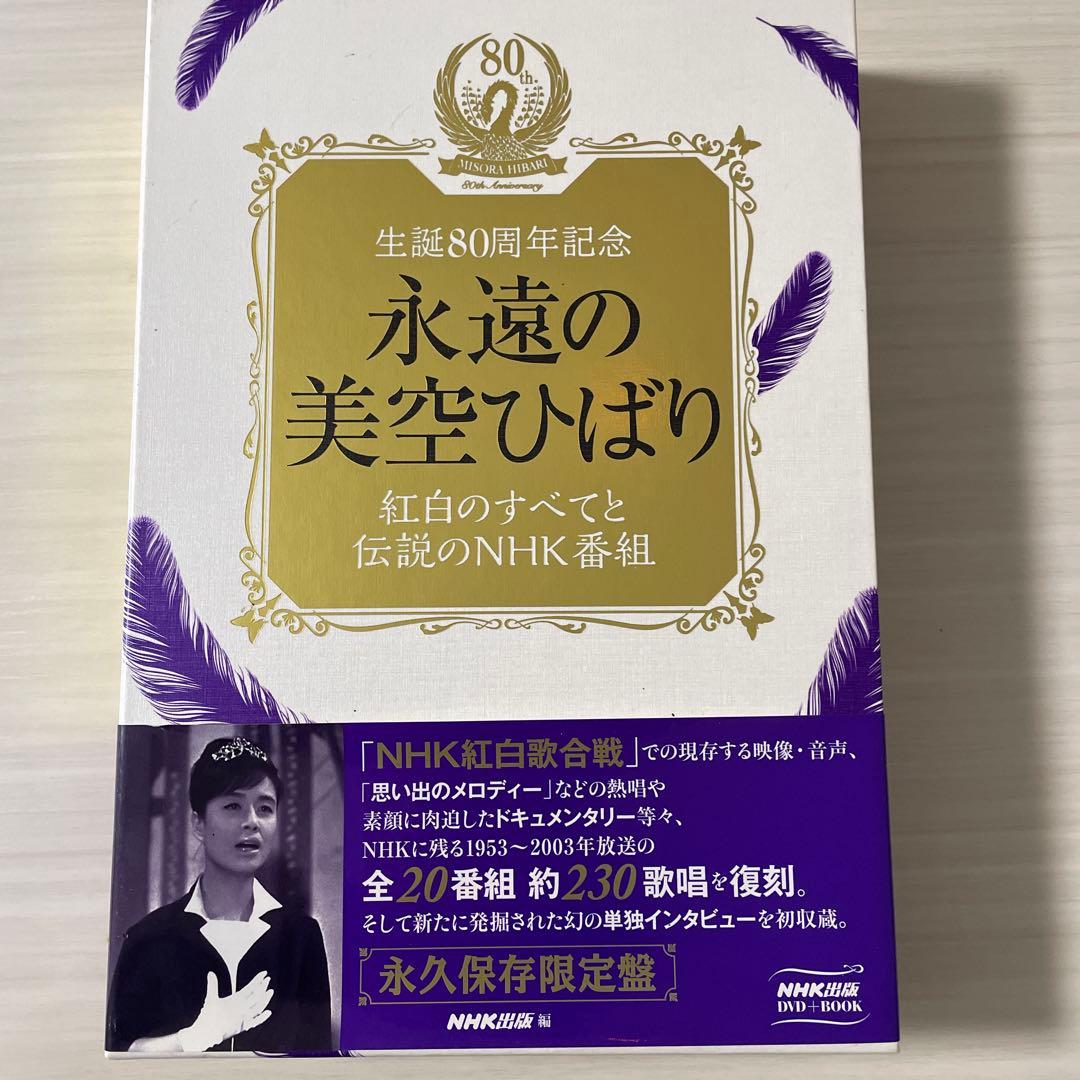 80th.
MISORA HIBARI
80th Anniversary
生誕80周年記念
永遠の
美空ひばり
紅白のすべてと
伝説のNHK番組
「NHK紅白歌合戦」での現存する映像・音声、
「思い出のメロディー」などの熱唱や
素顔に肉迫したドキュメンタリー等々、
NHKに残る1953～2003年放送の
全20番組 約230歌唱を復刻。
そして新たに発掘された幻の単独インタビューを初収蔵。
永久保存限定盤
NHK出版 編
NHK出版
DVD+BOOK